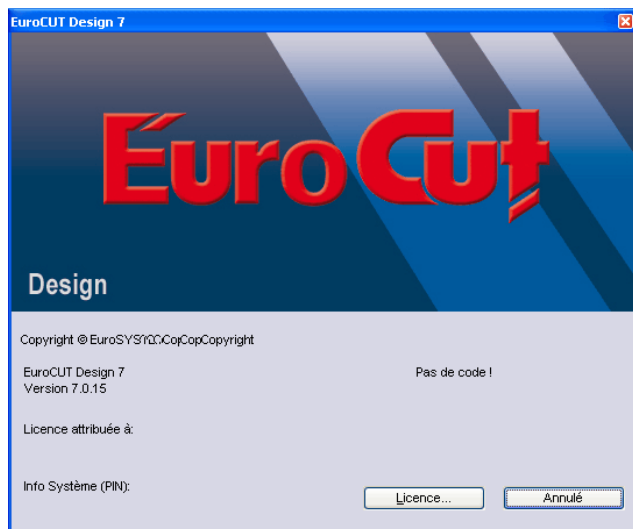 EuroCUT Design 7
EuroCut
Design
Copyright © EuroSYS
EuroCUT Design 7
Pas de code !
Version 7.0.15
Licence attribuée à:
Info Système (PIN):
Licence...
Annulé